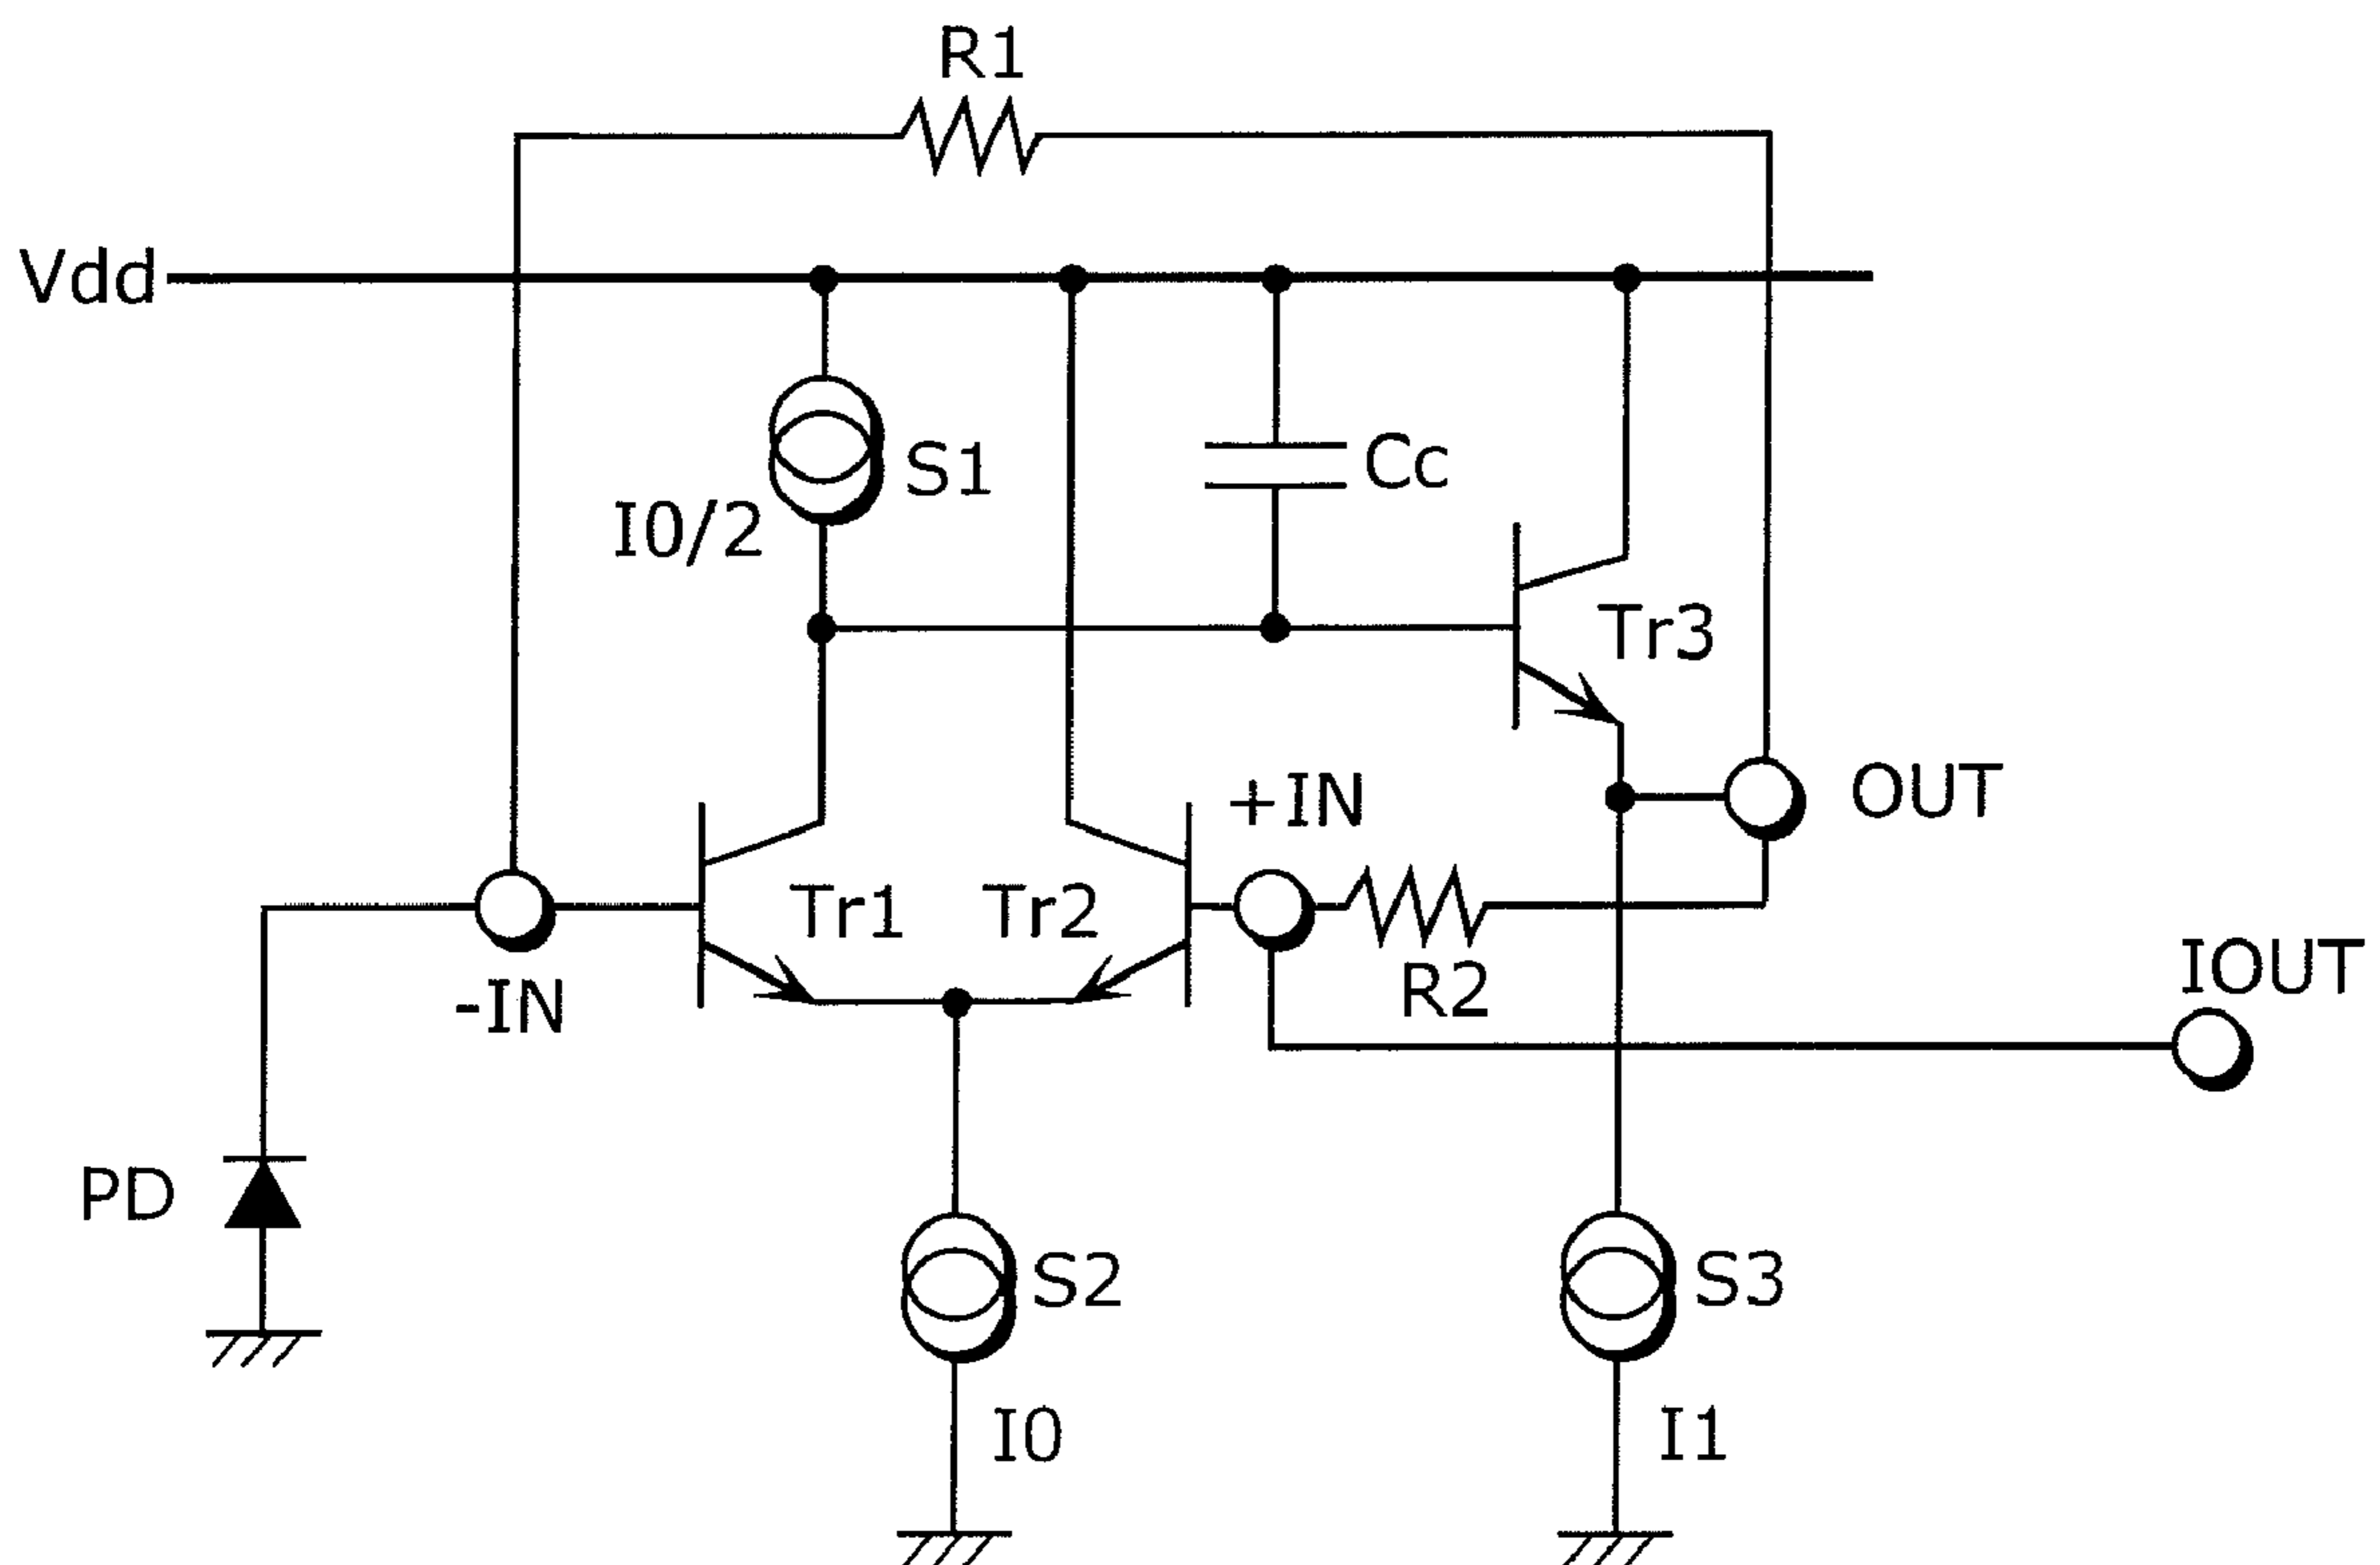 R1
Vdd
S1
Cc
I0/2
Tr3
+IN
OUT
Tr1
Tr2
-IN
R2
IOUT
PD
S2
S3
I0
I1